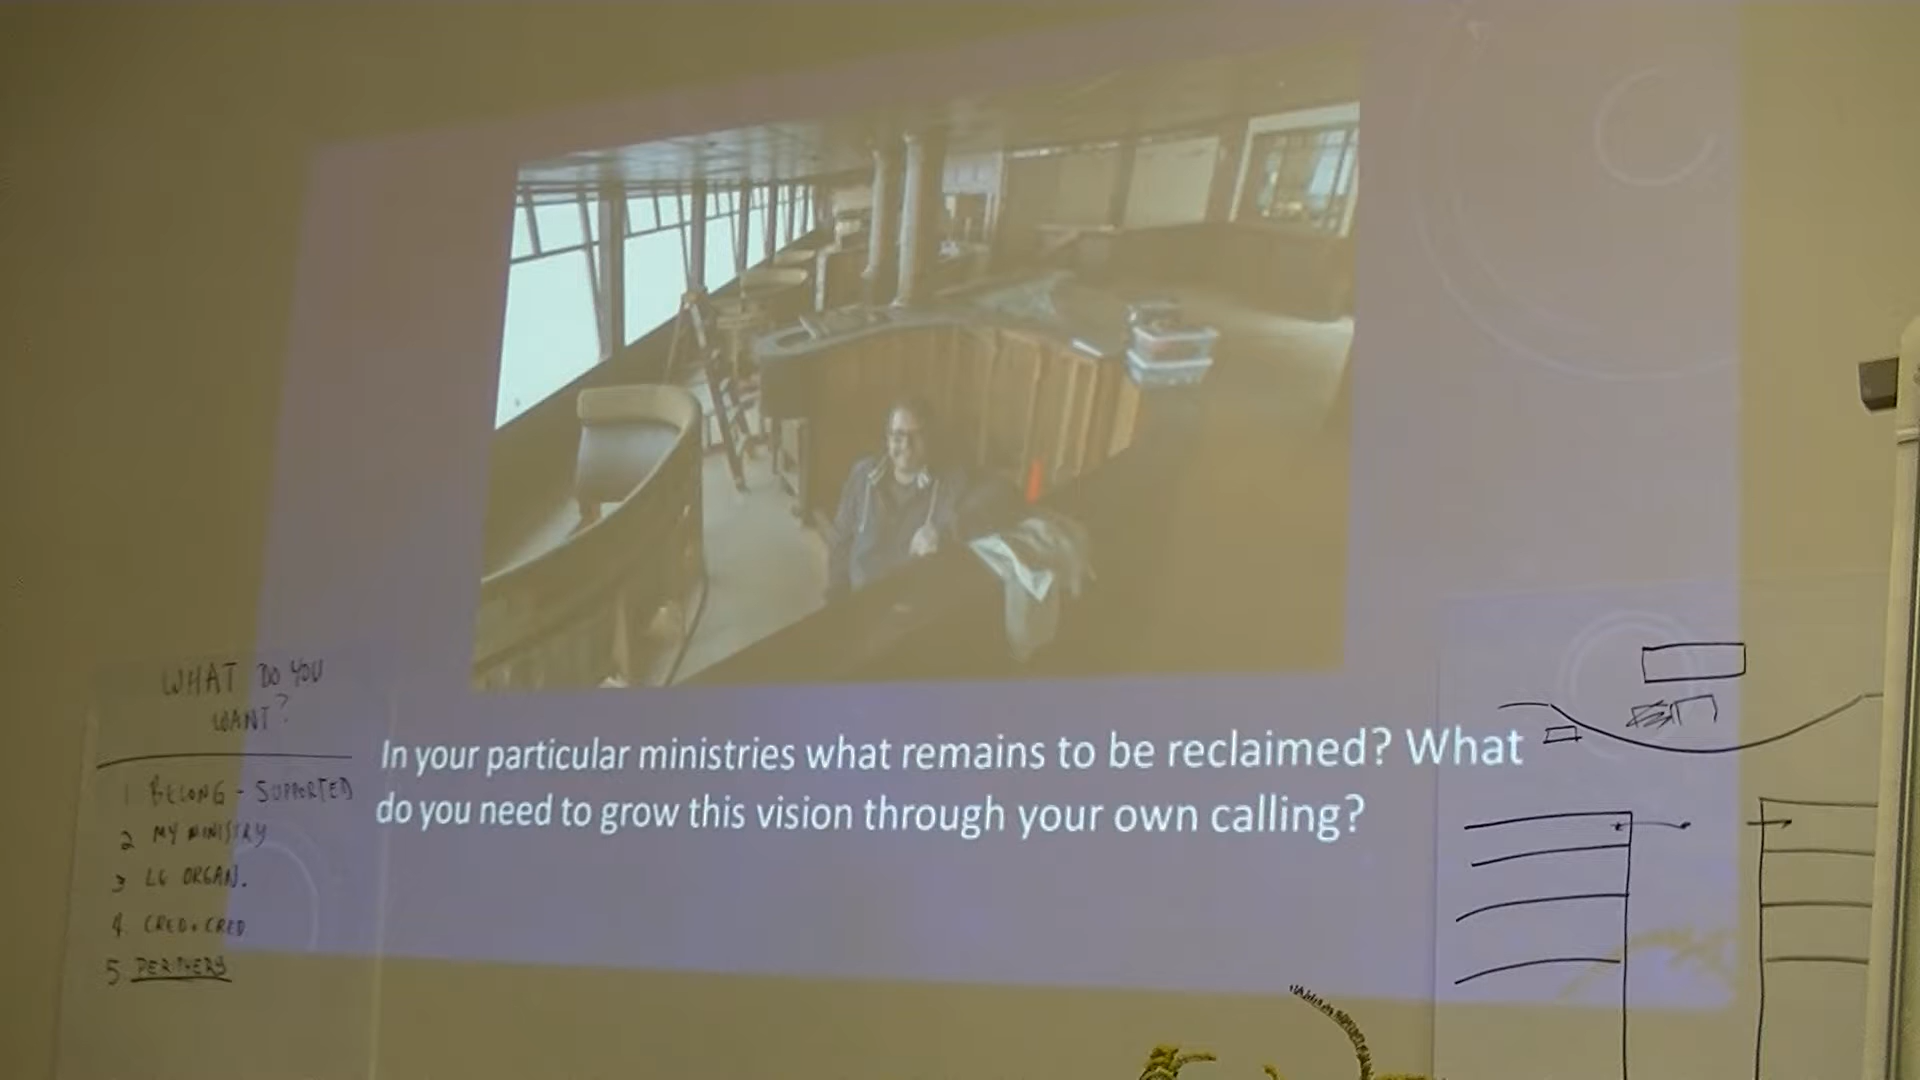 In your particular ministries what remains to be reclaimed? What
do you need to grow this vision through your own calling?
WHAT DO YOU
WANT?
1 BELONG - SUPPORTED
2 MY MINISTRY
3 LG ORGAN.
4. CRED + CRED
5 PERIPHERY